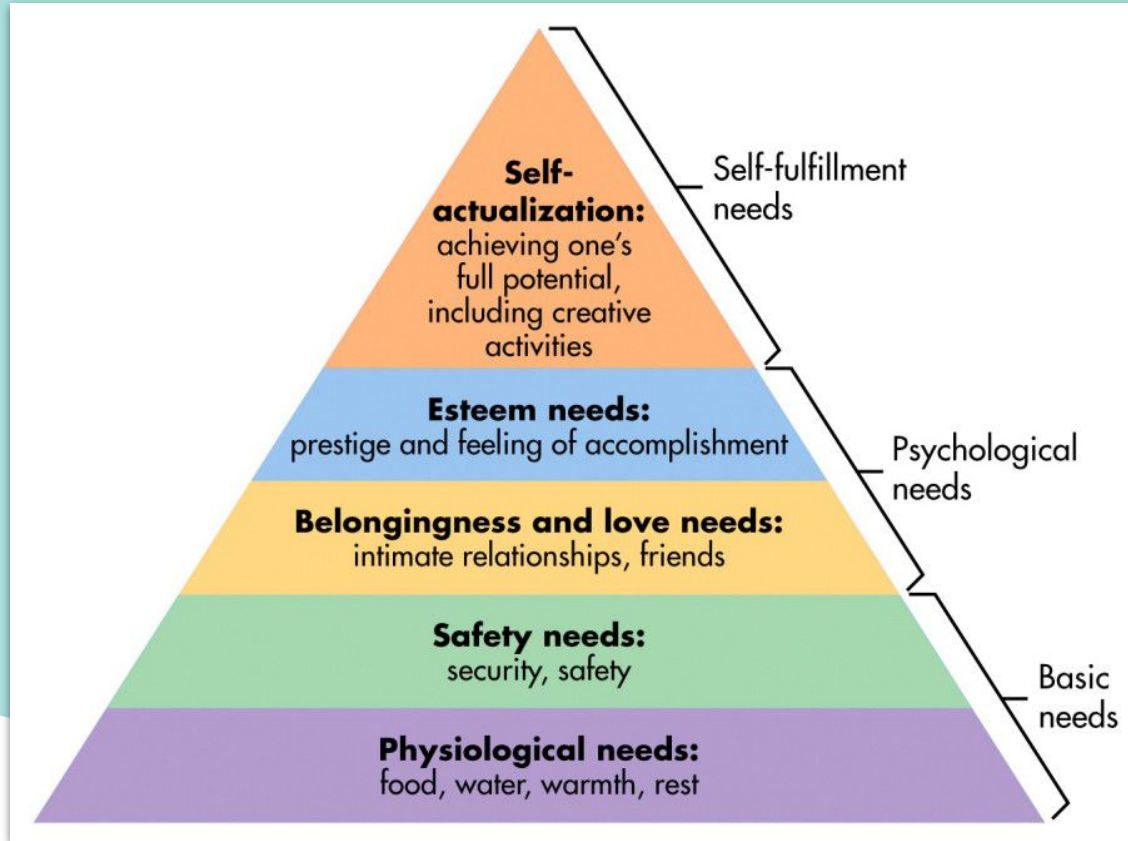 Self-
actualization:
achieving one's
full potential,
including creative
activities
Self-fulfillment
needs
Esteem needs:
prestige and feeling of accomplishment
Psychological
needs
Belongingness and love needs:
intimate relationships, friends
Safety needs:
security, safety
Basic
needs
Physiological needs:
food, water, warmth, rest